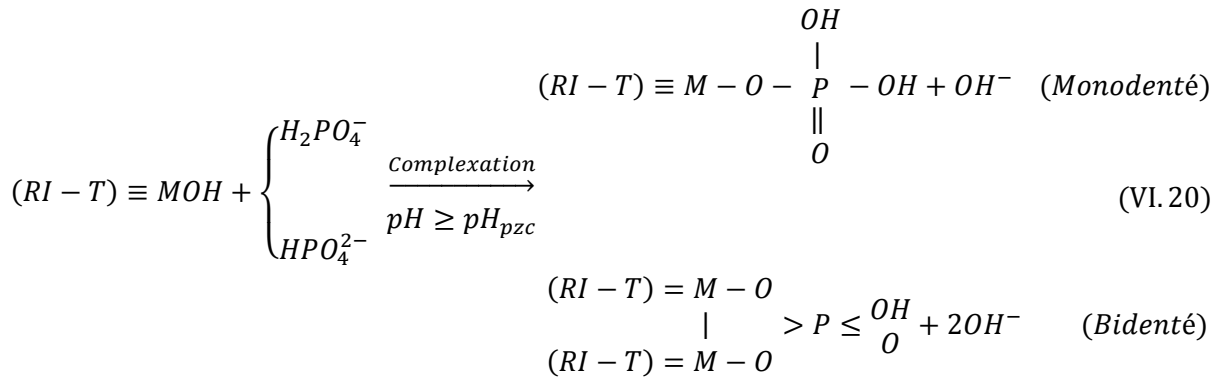 OH
|
(RI − T) ≡ M − O − P − OH + OH⁻ (Monodenté)
||
O
(RI − T) ≡ MOH + { H₂PO₄⁻ HPO₄²⁻ Complexation → pH ≥ pH_pzc
(VI. 20)
(RI − T) = M − O
| > P ≤ OH O + 2OH⁻ (Bidenté)
(RI − T) = M − O